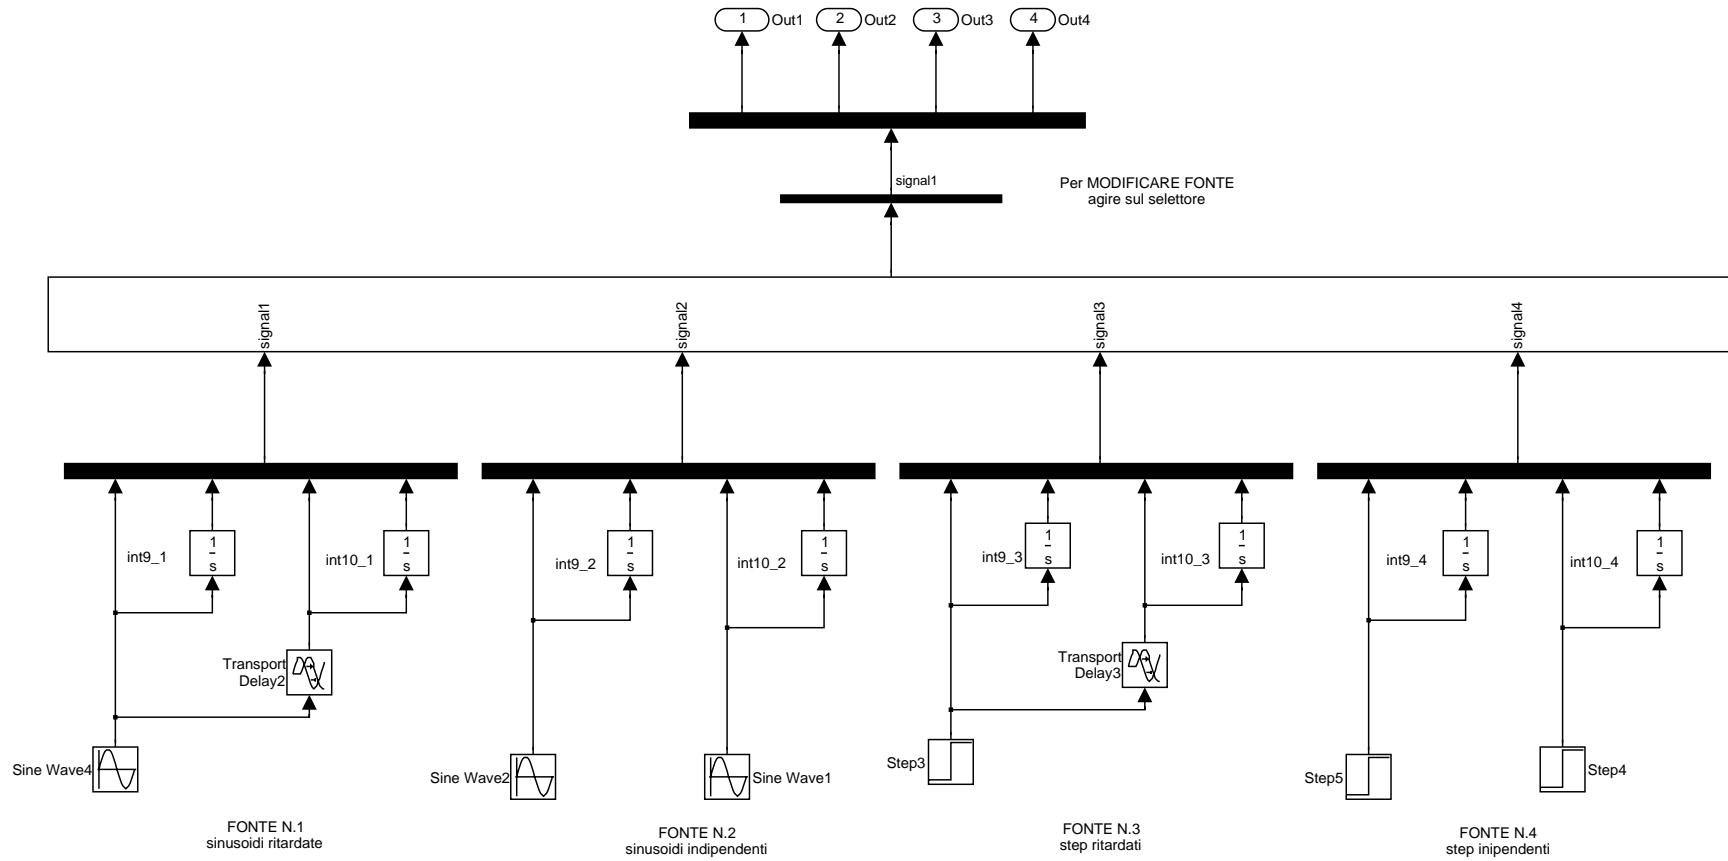 1 Out1 2 Out2 3 Out3 4 Out4
signal1
Per MODIFICARE FONTE
agire sul selettore
signal1 signal2 signal3 signal4
int9_1
1
s
int10_1
1
s
int9_2
1
s
int10_2
1
s
int9_3
1
s
int10_3
1
s
int9_4
1
s
int10_4
1
s
Transport
Delay2
Transport
Delay3
Sine Wave4
Sine Wave2
Sine Wave1
Step3
Step5
Step4
FONTE N.1
sinusoidi ritardate
FONTE N.2
sinusoidi indipendenti
FONTE N.3
step ritardati
FONTE N.4
step inipendenti